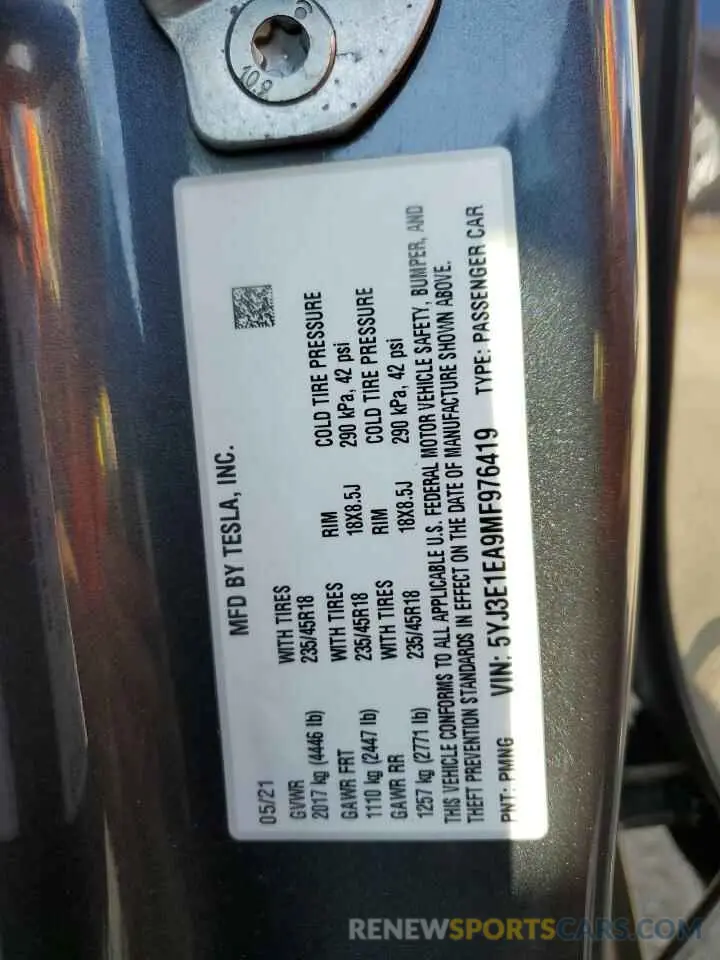 10.9
MFD BY TESLA, INC.
05/21
GVWR WITH TIRES RIM COLD TIRE PRESSURE
2017 kg (4446 lb) 235/45R18 18X8.5J 290 kPa, 42 psi
GAWR FRT WITH TIRES RIM COLD TIRE PRESSURE
1110 kg (2447 lb) 235/45R18 18X8.5J 290 kPa, 42 psi
GAWR RR WITH TIRES
1257 kg (2771 lb) 235/45R18
THIS VEHICLE CONFORMS TO ALL APPLICABLE U.S. FEDERAL MOTOR VEHICLE SAFETY, BUMPER, AND
THEFT PREVENTION STANDARDS IN EFFECT ON THE DATE OF MANUFACTURE SHOWN ABOVE.
PNT: PMNG VIN: 5YJ3E1EA9MF976419 TYPE: PASSENGER CAR
RENEWSPORTSCARS.COM